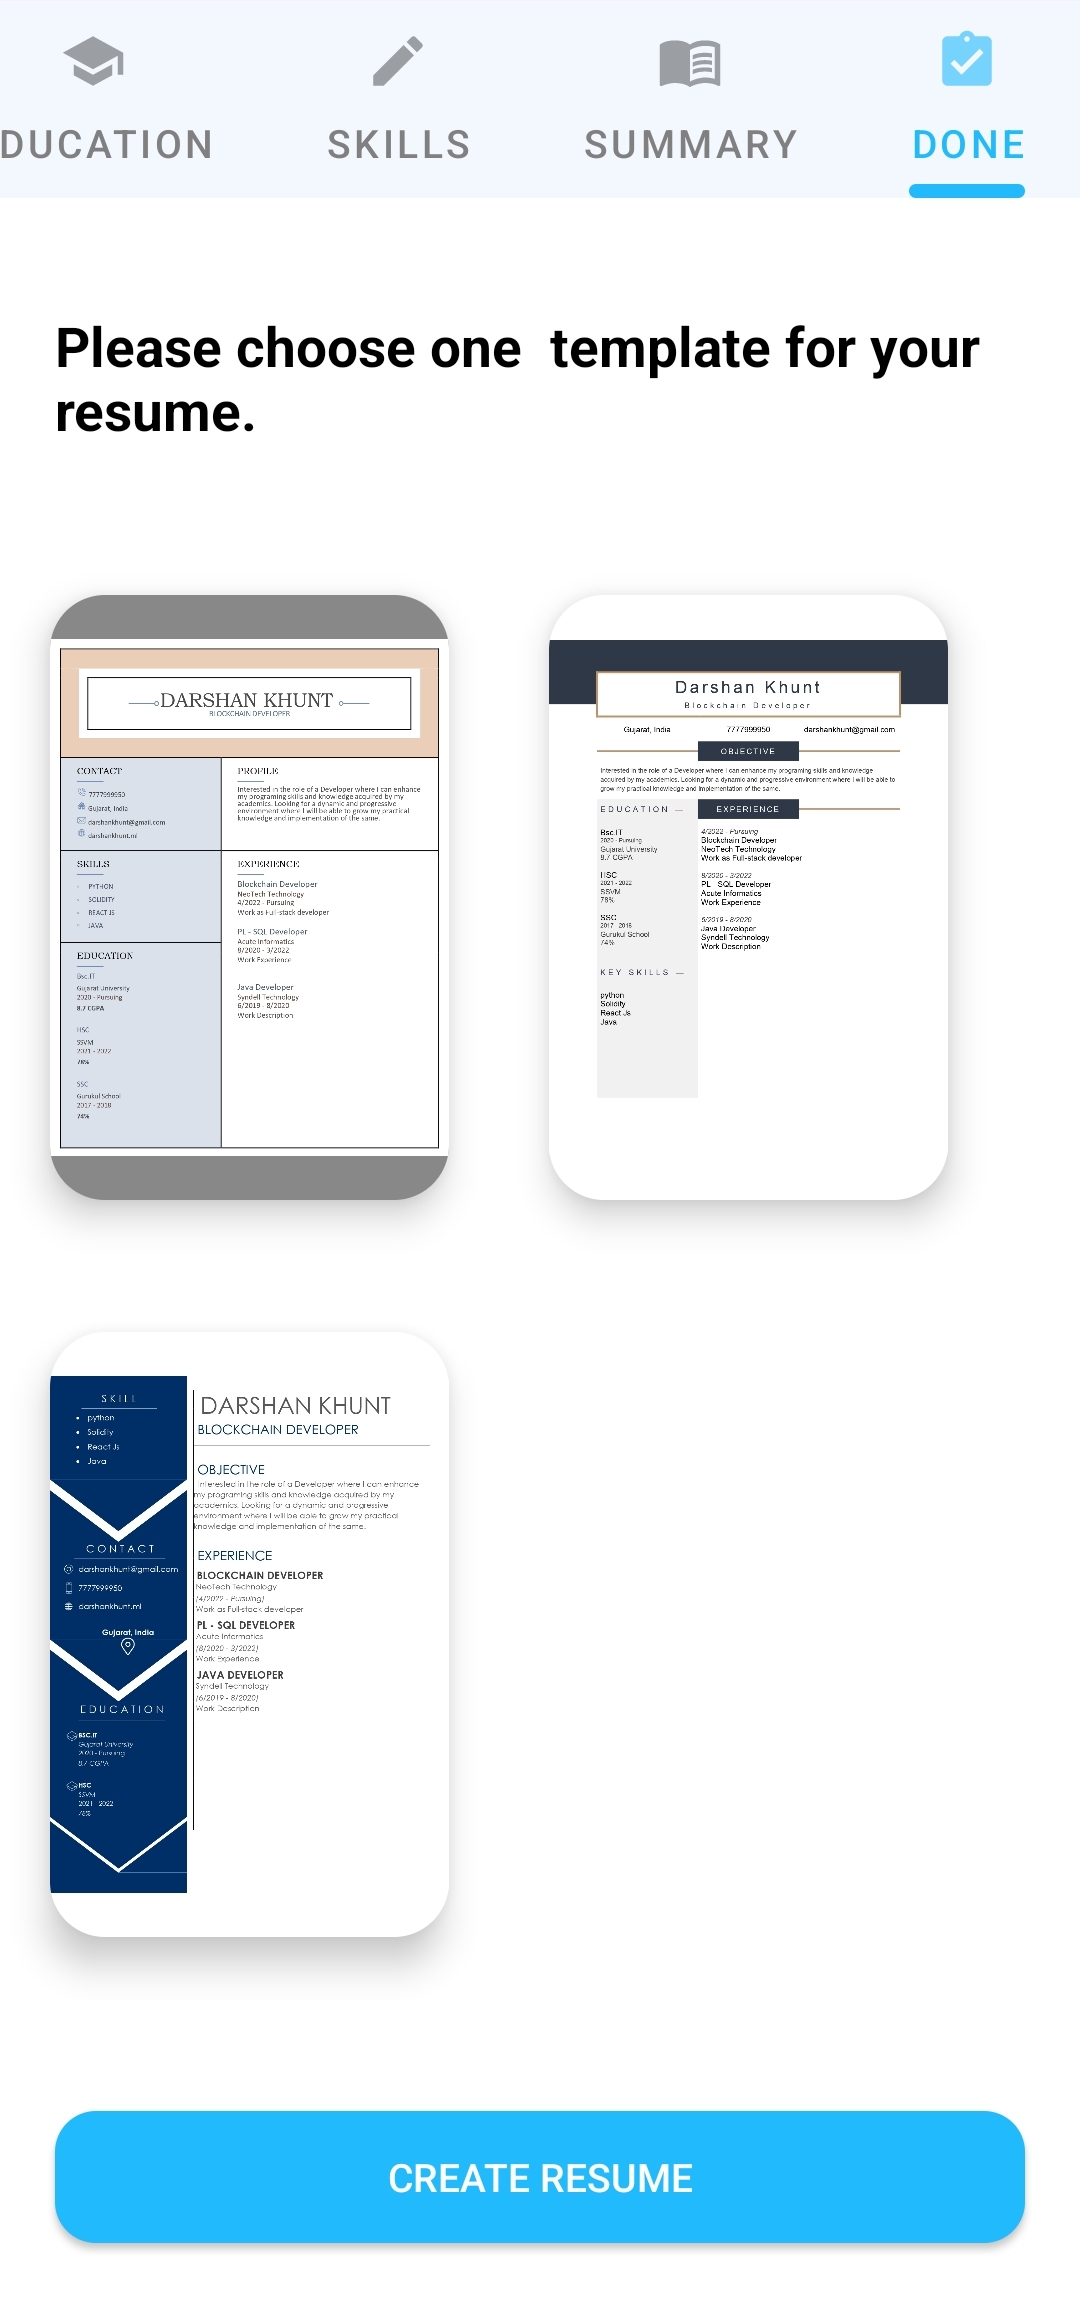 DUCATION
SKILLS
SUMMARY
DONE
Please choose one  template for your
resume.
DARSHAN KHUNT
BLOCKCHAIN DEVELOPER
CONTACT
7777999950
Gujarat, India
darshankhunt@gmail.com
darshankhunt.ml
SKILLS
PYTHON
SOLIDITY
REACT JS
JAVA
EDUCATION
Bsc.IT
Gujarat University
2020 - Pursuing
8.7 CGPA
HSC
SSVM
2021 - 2022
78%
SSC
Gurukul School
2017 - 2018
74%
PROFILE
Interested in the role of a Developer where I can enhance
my programing skills and knowledge acquired by my
academics. Looking for a dynamic and progressive
environment where I will be able to grow my practical
knowledge and implementation of the same.
EXPERIENCE
Blockchain Developer
NeoTech Technology
4/2022 - Pursuing
Work as Full-stack developer
PL - SQL Developer
Acute Informatics
8/2020 - 3/2022
Work Experience
Java Developer
Syndell Technology
6/2019 - 8/2020
Work Description
Darshan Khunt
Blockchain Developer
Gujarat, India
7777999950
darshankhunt@gmail.com
OBJECTIVE
Interested in the role of a Developer where I can enhance my programing skills and knowledge
acquired by my academics. Looking for a dynamic and progressive environment where I will be able to
grow my practical knowledge and implementation of the same.
EDUCATION —
Bsc.IT
2020 - Pursuing
Gujarat University
8.7 CGPA
HSC
2021 - 2022
SSVM
78%
SSC
2017 - 2018
Gurukul School
74%
KEY SKILLS —
python
Solidity
React Js
Java
EXPERIENCE
4/2022 - Pursuing
Blockchain Developer
NeoTech Technology
Work as Full-stack developer
8/2020 - 3/2022
PL - SQL Developer
Acute Informatics
Work Experience
6/2019 - 8/2020
Java Developer
Syndell Technology
Work Description
SKILL
• python
• Solidity
• React Js
• Java
CONTACT
darshankhunt@gmail.com
7777999950
darshankhunt.ml
Gujarat, India
EDUCATION
BSC.IT
Gujarat University
2020 - Pursuing
8.7 CGPA
HSC
SSVM
2021 - 2022
78%
DARSHAN KHUNT
BLOCKCHAIN DEVELOPER
OBJECTIVE
Interested in the role of a Developer where I can enhance
my programing skills and knowledge acquired by my
academics. Looking for a dynamic and progressive
environment where I will be able to grow my practical
knowledge and implementation of the same.
EXPERIENCE
BLOCKCHAIN DEVELOPER
NeoTech Technology
(4/2022 - Pursuing)
Work as Full-stack developer
PL - SQL DEVELOPER
Acute Informatics
(8/2020 - 3/2022)
Work Experience
JAVA DEVELOPER
Syndell Technology
(6/2019 - 8/2020)
Work Description
CREATE RESUME